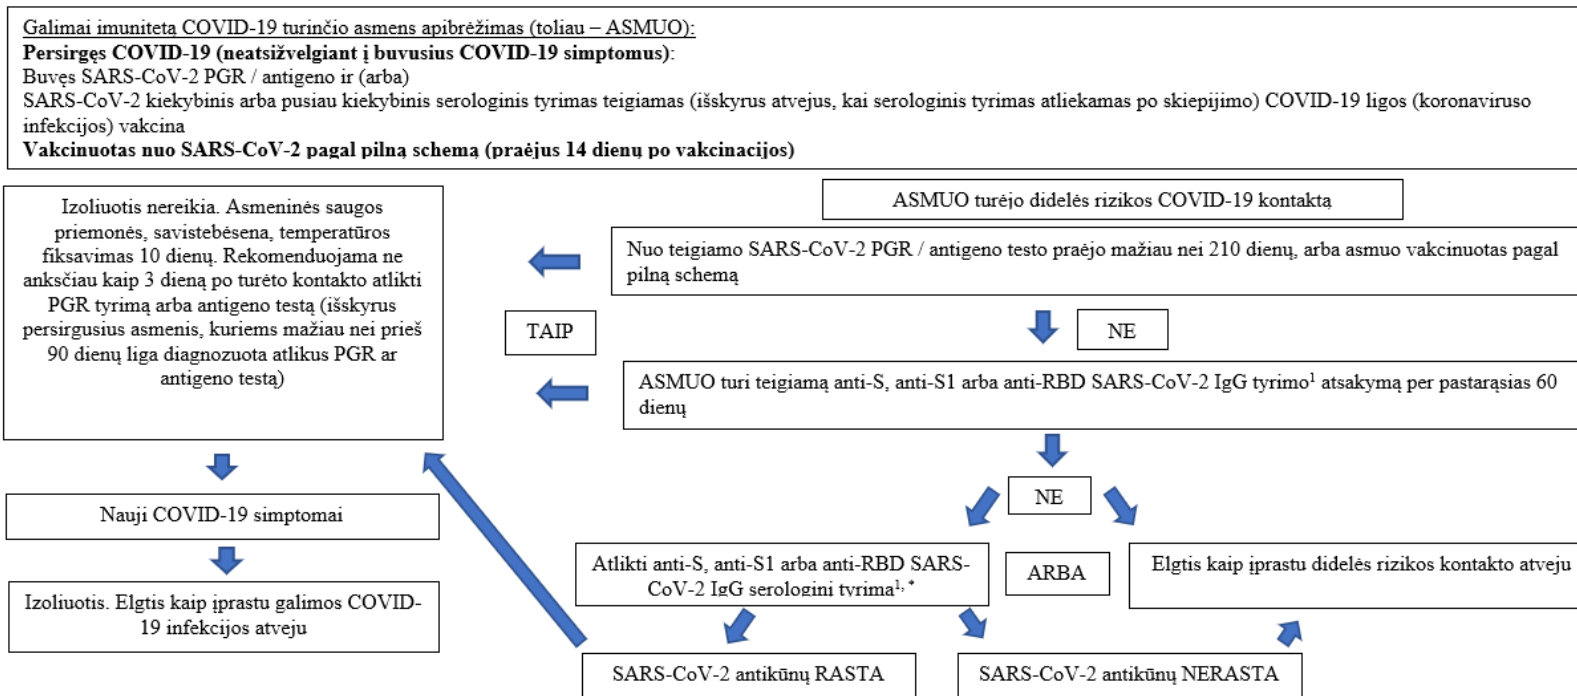 Galimai imunitetą COVID-19 turinčio asmens apibrėžimas (toliau – ASMUO):
Persirgęs COVID-19 (neatsižvelgiant į buvusius COVID-19 simptomus):
Buvęs SARS-CoV-2 PGR / antigeno ir (arba)
SARS-CoV-2 kiekybinis arba pusiau kiekybinis serologinis tyrimas teigiamas (išskyrus atvejus, kai serologinis tyrimas atliekamas po skiepijimo) COVID-19 ligos (koronaviruso
infekcijos) vakcina
Vakcinuotas nuo SARS-CoV-2 pagal pilną schemą (praėjus 14 dienų po vakcinacijos)
ASMUO turėjo didelės rizikos COVID-19 kontaktą
Nuo teigiamo SARS-CoV-2 PGR / antigeno testo praėjo mažiau nei 210 dienų, arba asmuo vakcinuotas pagal
pilną schemą
TAIP
NE
Izoliuotis nereikia. Asmeninės saugos
priemonės, savistebėsena, temperatūros
fiksavimas 10 dienų. Rekomenduojama ne
anksčiau kaip 3 dieną po turėto kontakto atlikti
PGR tyrimą arba antigeno testą (išskyrus
persirgusius asmenis, kuriems mažiau nei prieš
90 dienų liga diagnozuota atlikus PGR ar
antigeno testą)
ASMUO turi teigiamą anti-S, anti-S1 arba anti-RBD SARS-CoV-2 IgG tyrimo¹ atsakymą per pastarąsias 60
dienų
NE
Nauji COVID-19 simptomai
Izoliuotis. Elgtis kaip įprastu galimos COVID-
19 infekcijos atveju
Atlikti anti-S, anti-S1 arba anti-RBD SARS-
CoV-2 IgG serologinį tyrimą¹, *
ARBA
Elgtis kaip įprastu didelės rizikos kontakto atveju
SARS-CoV-2 antikūnų RASTA
SARS-CoV-2 antikūnų NERASTA